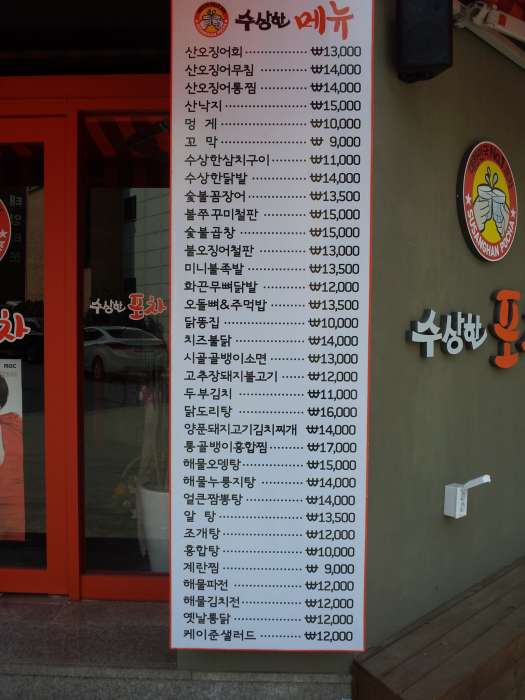 수상한 메뉴
산오징어회 ₩13,000
산오징어무침 ₩14,000
산오징어통찜 ₩14,000
산낙지 ₩15,000
멍 게 ₩10,000
꼬 막 ₩ 9,000
수상한삼치구이 ₩11,000
수상한닭발 ₩14,000
숯불꼼장어 ₩13,500
불쭈꾸미철판 ₩15,000
숯불곱창 ₩15,000
불오징어철판 ₩13,000
미니불족발 ₩13,500
화끈무뼈닭발 ₩12,000
오돌뼈&주먹밥 ₩13,500
닭똥집 ₩10,000
치즈불닭 ₩14,000
시골골뱅이소면 ₩13,000
고추장돼지불고기 ₩12,000
두부김치 ₩11,000
닭도리탕 ₩16,000
양푼돼지고기김치찌개 ₩14,000
통골뱅이홍합찜 ₩17,000
해물오뎅탕 ₩15,000
해물누룽지탕 ₩14,000
얼큰짬뽕탕 ₩14,000
알 탕 ₩13,500
조개탕 ₩12,000
홍합탕 ₩10,000
계란찜 ₩ 9,000
해물파전 ₩12,000
해물김치전 ₩12,000
옛날통닭 ₩12,000
케이준샐러드 ₩12,000
수상한 포차
SUSANGHAN POCHA
수상한 포
차
mbc